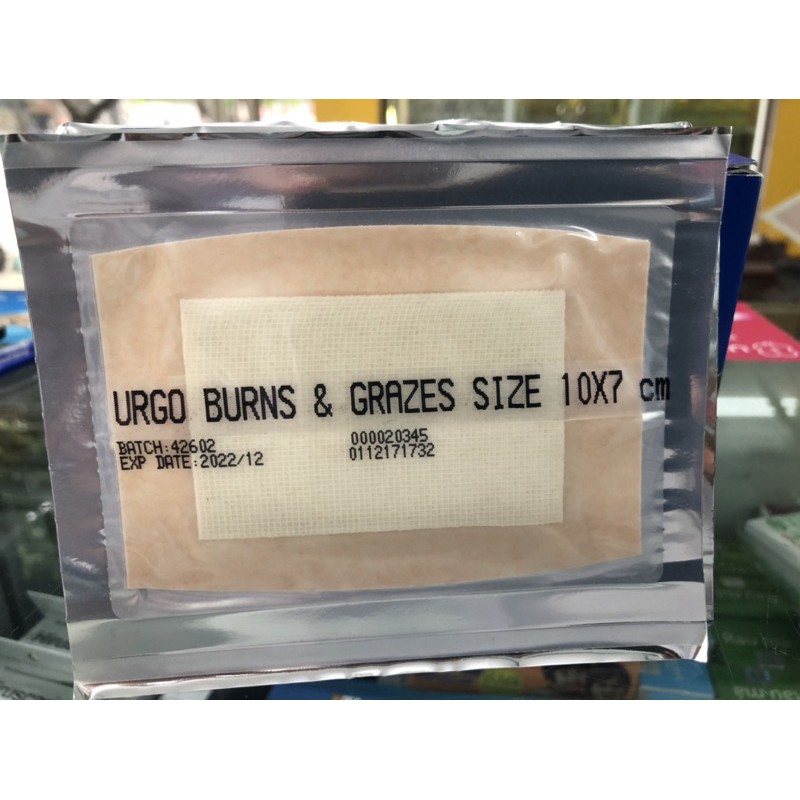 URGO BURNS & GRAZES SIZE 10X7 cm
BATCH:42602
EXP DATE:2022/12
000020345
0112171732